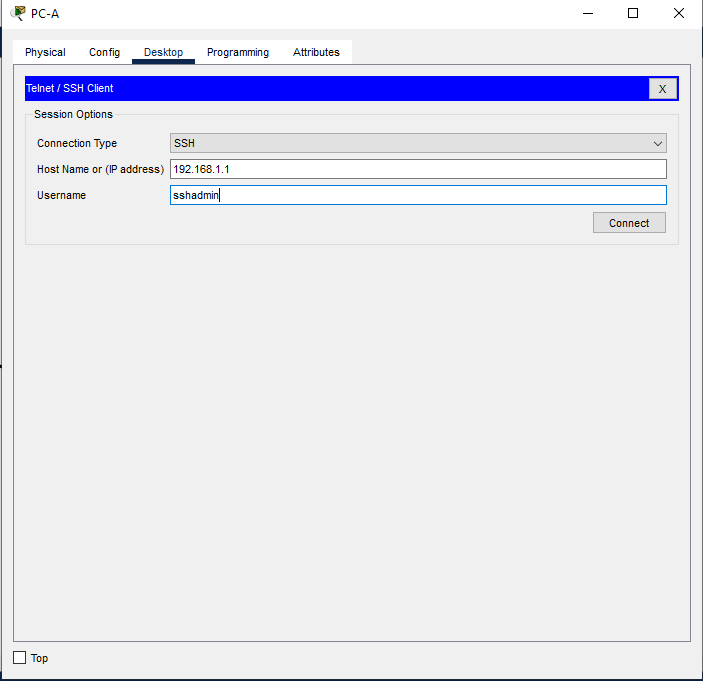 PC-A
Physical Config Desktop Programming Attributes
Telnet / SSH Client X
Session Options
Connection Type SSH
Host Name or (IP address) 192.168.1.1
Username sshadmin
Connect
Top